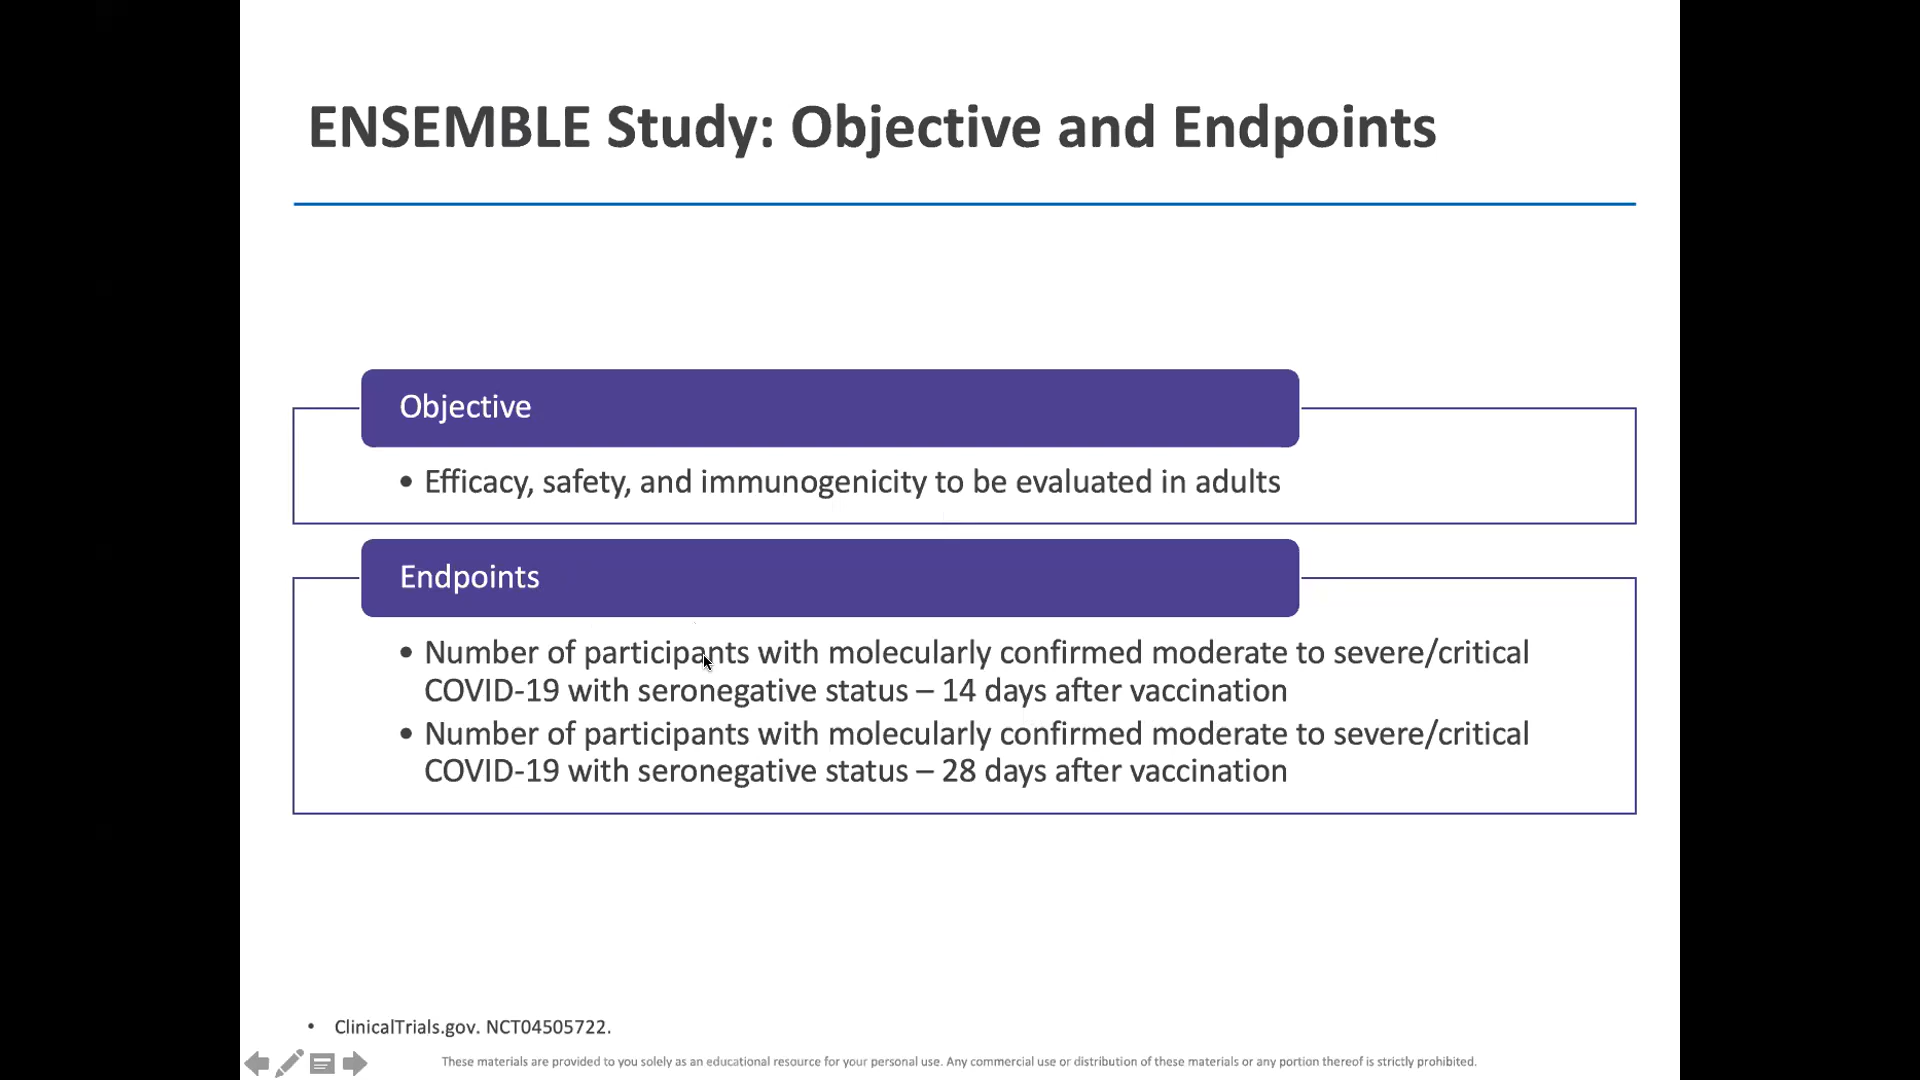 ENSEMBLE Study: Objective and Endpoints
Objective
• Efficacy, safety, and immunogenicity to be evaluated in adults
Endpoints
• Number of participants with molecularly confirmed moderate to severe/critical
COVID-19 with seronegative status – 14 days after vaccination
• Number of participants with molecularly confirmed moderate to severe/critical
COVID-19 with seronegative status – 28 days after vaccination
• ClinicalTrials.gov. NCT04505722.
These materials are provided to you solely as an educational resource for your personal use. Any commercial use or distribution of these materials or any portion thereof is strictly prohibited.